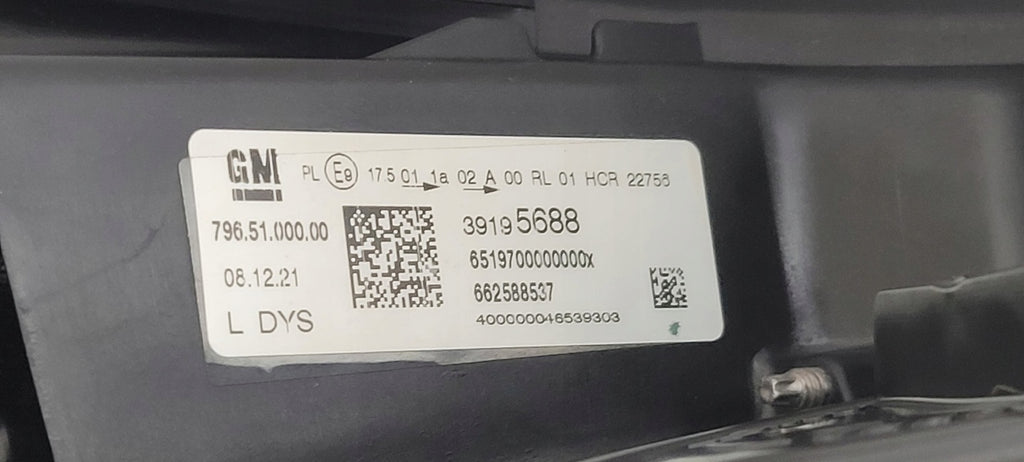 GM
PL E9 17 5 01 1a 02 A 00 RL 01 HCR 22756
796.51.000.00
39195688
6519700000000x
08.12.21
662588537
L DYS
400000046539303